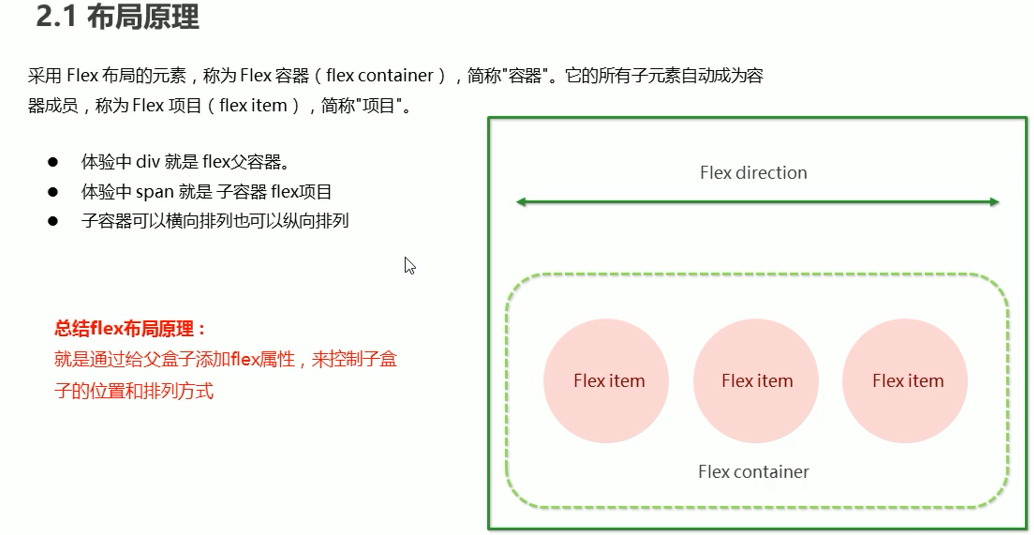 2.1 布局原理
采用 Flex 布局的元素，称为 Flex 容器（flex container），简称"容器"。它的所有子元素自动成为容
器成员，称为 Flex 项目（flex item），简称"项目"。
● 体验中 div 就是 flex父容器。
● 体验中 span 就是 子容器 flex项目
● 子容器可以横向排列也可以纵向排列
总结flex布局原理：
就是通过给父盒子添加flex属性，来控制子盒
子的位置和排列方式
Flex direction
Flex item Flex item Flex item
Flex container